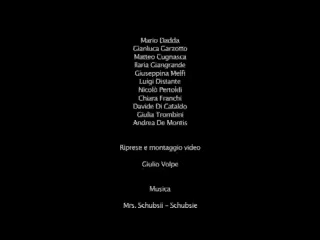 Mario Dadda
Gianluca Garzotto
Matteo Cugnasca
Ilaria Giangrande
Giuseppina Melfi
Luigi Distante
Nicolò Pertoldi
Chiara Franchi
Davide Di Cataldo
Giulia Trombini
Andrea De Montis
Riprese e montaggio video
Giulio Volpe
Musica
Mrs. Schubsii – Schubsie